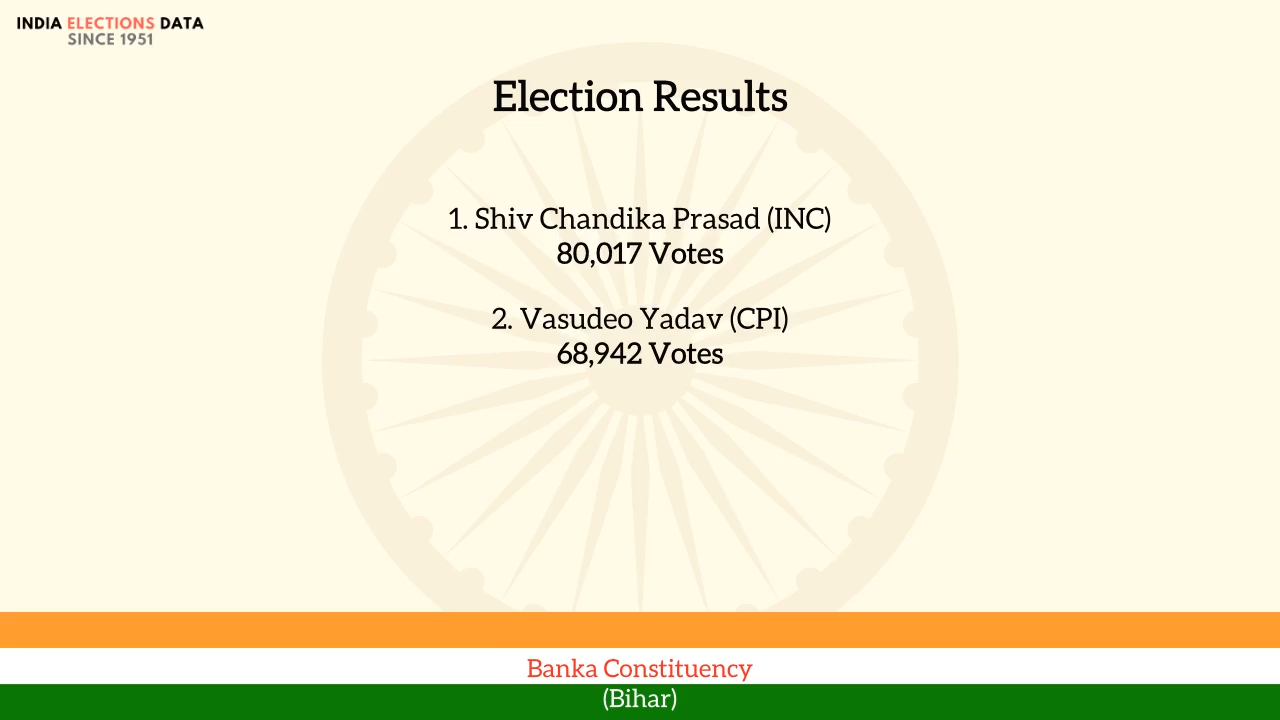 INDIA ELECTIONS DATA
SINCE 1951
Election Results
1. Shiv Chandika Prasad (INC)
80,017 Votes
2. Vasudeo Yadav (CPI)
68,942 Votes
Banka Constituency
(Bihar)